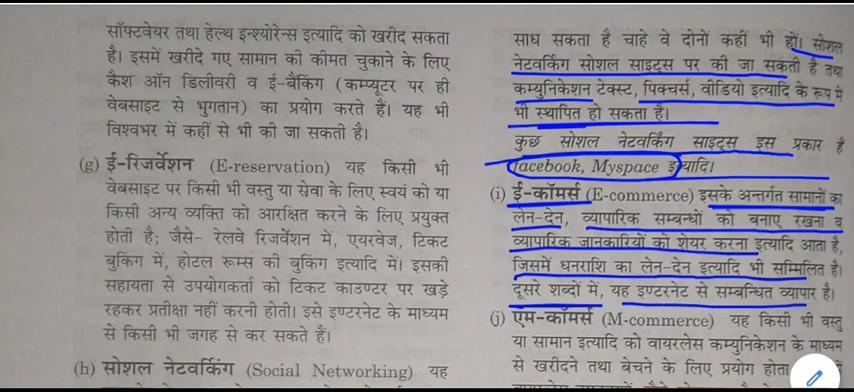 सॉफ्टवेयर तथा हेल्थ इन्श्योरेन्स इत्यादि को खरीद सकता
है। इसमें खरीदे गए सामान की कीमत चुकाने के लिए
कैश ऑन डिलीवरी व ई-बैंकिंग (कम्प्यूटर पर ही
वेबसाइट से भुगतान) का प्रयोग करते हैं। यह भी
विश्वभर में कहीं से भी की जा सकती है।
(g) ई-रिजर्वेशन (E-reservation) यह किसी भी
वेबसाइट पर किसी भी वस्तु या सेवा के लिए स्वयं को या
किसी अन्य व्यक्ति को आरक्षित करने के लिए प्रयुक्त
होती है; जैसे- रेलवे रिजर्वेशन में, एयरवेज, टिकट
बुकिंग में, होटल रूम्स की बुकिंग इत्यादि में। इसकी
सहायता से उपयोगकर्ता को टिकट काउण्टर पर खड़े
रहकर प्रतीक्षा नहीं करनी होती। इसे इण्टरनेट के माध्यम
से किसी भी जगह से कर सकते हैं।
(h) सोशल नेटवर्किंग (Social Networking) यह
साध सकता है चाहे वे दोनों कहीं भी हों। सोशल
नेटवर्किंग सोशल साइट्स पर की जा सकती है तथा
कम्युनिकेशन टेक्स्ट, पिक्चर्स, वीडियो इत्यादि के रूप में
भी स्थापित हो सकता है।
कुछ सोशल नेटवर्किंग साइट्स इस प्रकार है
facebook, Myspace इत्यादि।
(i) ई-कॉमर्स (E-commerce) इसके अन्तर्गत सामानों का
लेन-देन, व्यापारिक सम्बन्धों को बनाए रखना व
व्यापारिक जानकारियों को शेयर करना इत्यादि आता है,
जिसमें धनराशि का लेन-देन इत्यादि भी सम्मिलित है।
दूसरे शब्दों में, यह इण्टरनेट से सम्बन्धित व्यापार है।
(j) एम-कॉमर्स (M-commerce) यह किसी भी वस्तु
या सामान इत्यादि को वायरलेस कम्युनिकेशन के माध्यम
से खरीदने तथा बेचने के लिए प्रयोग होता